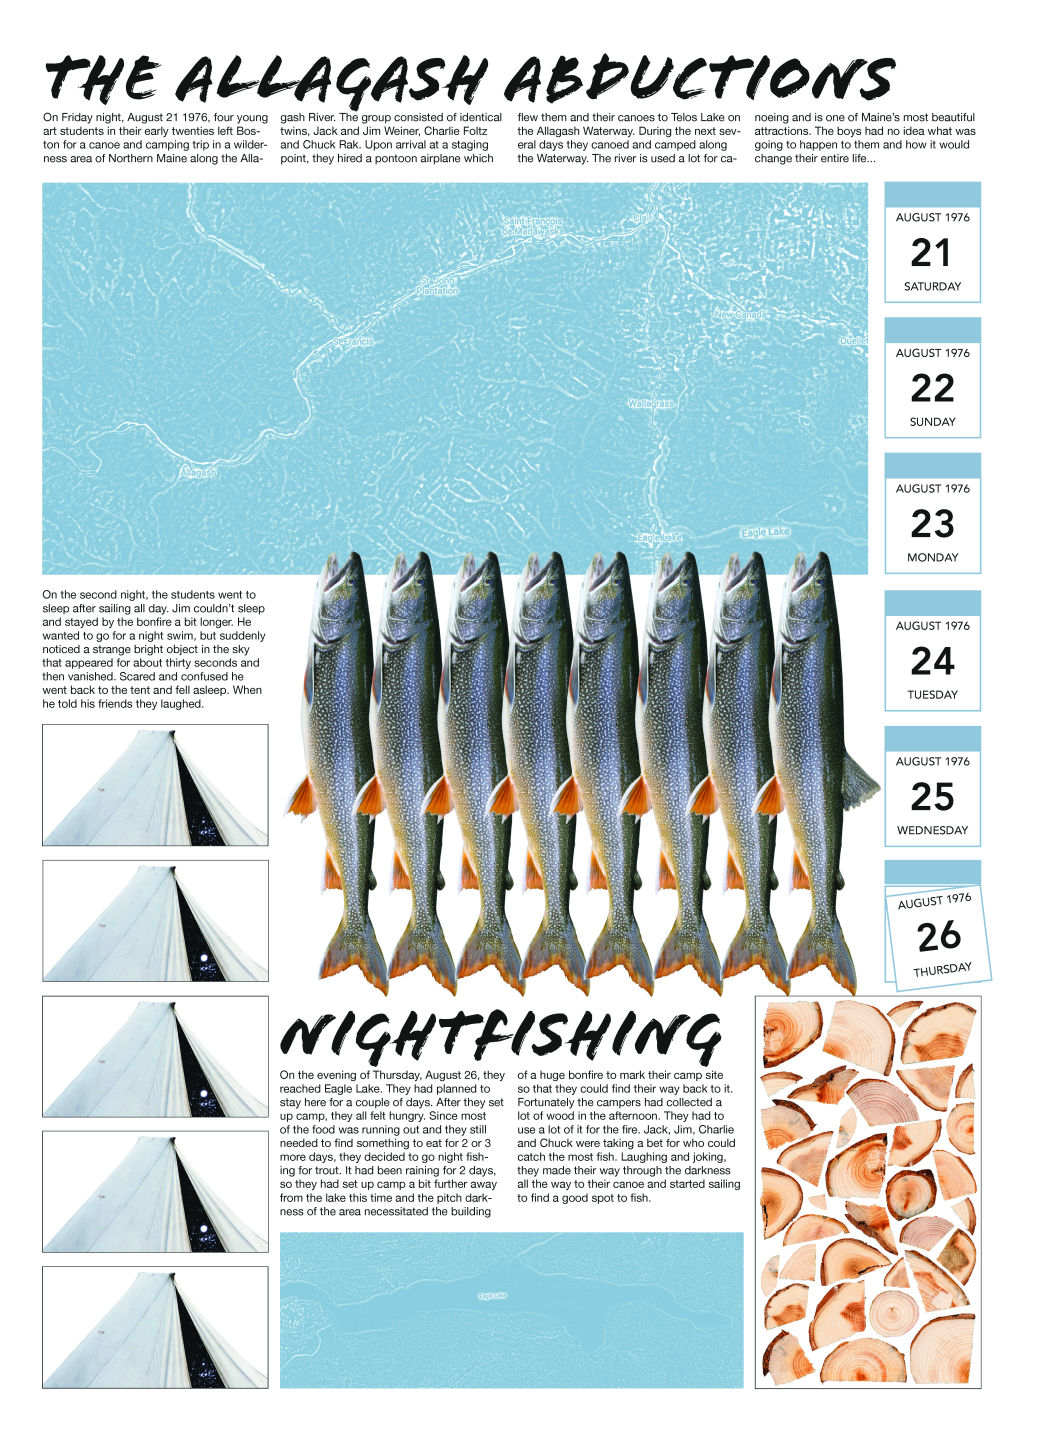 THE ALLAGASH ABDUCTIONS
On Friday night, August 21 1976, four young
art students in their early twenties left Bos-
ton for a canoe and camping trip in a wilder-
ness area of Northern Maine along the Alla-
gash River. The group consisted of identical
twins, Jack and Jim Weiner, Charlie Foltz
and Chuck Rak. Upon arrival at a staging
point, they hired a pontoon airplane which
flew them and their canoes to Telos Lake on
the Allagash Waterway. During the next sev-
eral days they canoed and camped along
the Waterway. The river is used a lot for ca-
noeing and is one of Maine's most beautiful
attractions. The boys had no idea what was
going to happen to them and how it would
change their entire life...
Saint-François
de-Madawaska
Clair
St. John
Plantation
New Canada
St Francis
Ouellet
Wallagrass
Allagash
Eagle Lake
Eagle Lake
AUGUST 1976
21
SATURDAY
AUGUST 1976
22
SUNDAY
AUGUST 1976
23
MONDAY
AUGUST 1976
24
TUESDAY
AUGUST 1976
25
WEDNESDAY
AUGUST 1976
26
THURSDAY
On the second night, the students went to
sleep after sailing all day. Jim couldn't sleep
and stayed by the bonfire a bit longer. He
wanted to go for a night swim, but suddenly
noticed a strange bright object in the sky
that appeared for about thirty seconds and
then vanished. Scared and confused he
went back to the tent and fell asleep. When
he told his friends they laughed.
NIGHTFISHING
On the evening of Thursday, August 26, they
reached Eagle Lake. They had planned to
stay here for a couple of days. After they set
up camp, they all felt hungry. Since most
of the food was running out and they still
needed to find something to eat for 2 or 3
more days, they decided to go night fish-
ing for trout. It had been raining for 2 days,
so they had set up camp a bit further away
from the lake this time and the pitch dark-
ness of the area necessitated the building
of a huge bonfire to mark their camp site
so that they could find their way back to it.
Fortunately the campers had collected a
lot of wood in the afternoon. They had to
use a lot of it for the fire. Jack, Jim, Charlie
and Chuck were taking a bet for who could
catch the most fish. Laughing and joking,
they made their way through the darkness
all the way to their canoe and started sailing
to find a good spot to fish.
Eagle Lake